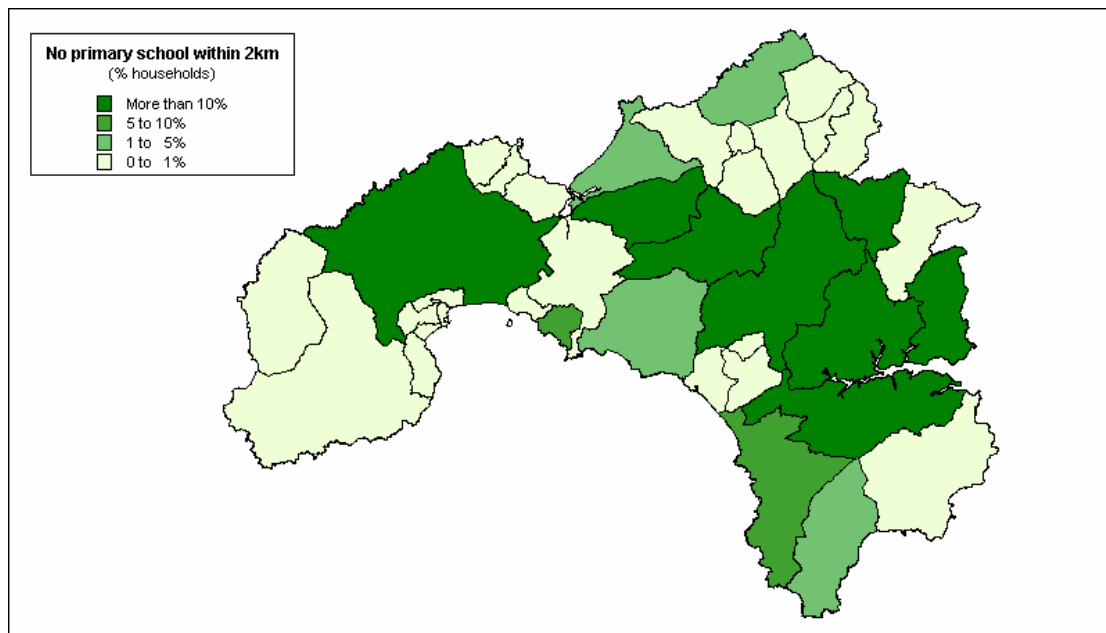 No primary school within 2km
(% households)
More than 10%
5 to 10%
1 to 5%
0 to 1%